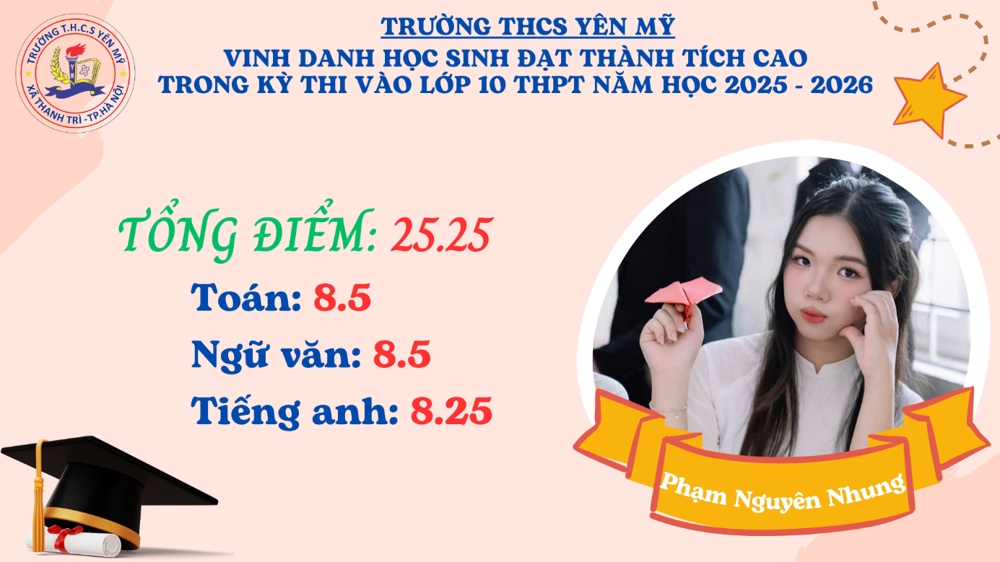 TRƯỜNG T.H.C.S YÊN MỸ
XÃ THANH TRÌ - TP.HÀ NỘI
TRƯỜNG THCS YÊN MỸ
VINH DANH HỌC SINH ĐẠT THÀNH TÍCH CAO
TRONG KỲ THI VÀO LỚP 10 THPT NĂM HỌC 2025 - 2026
TỔNG ĐIỂM: 25.25
Toán: 8.5
Ngữ văn: 8.5
Tiếng anh: 8.25
Phạm Nguyên Nhung